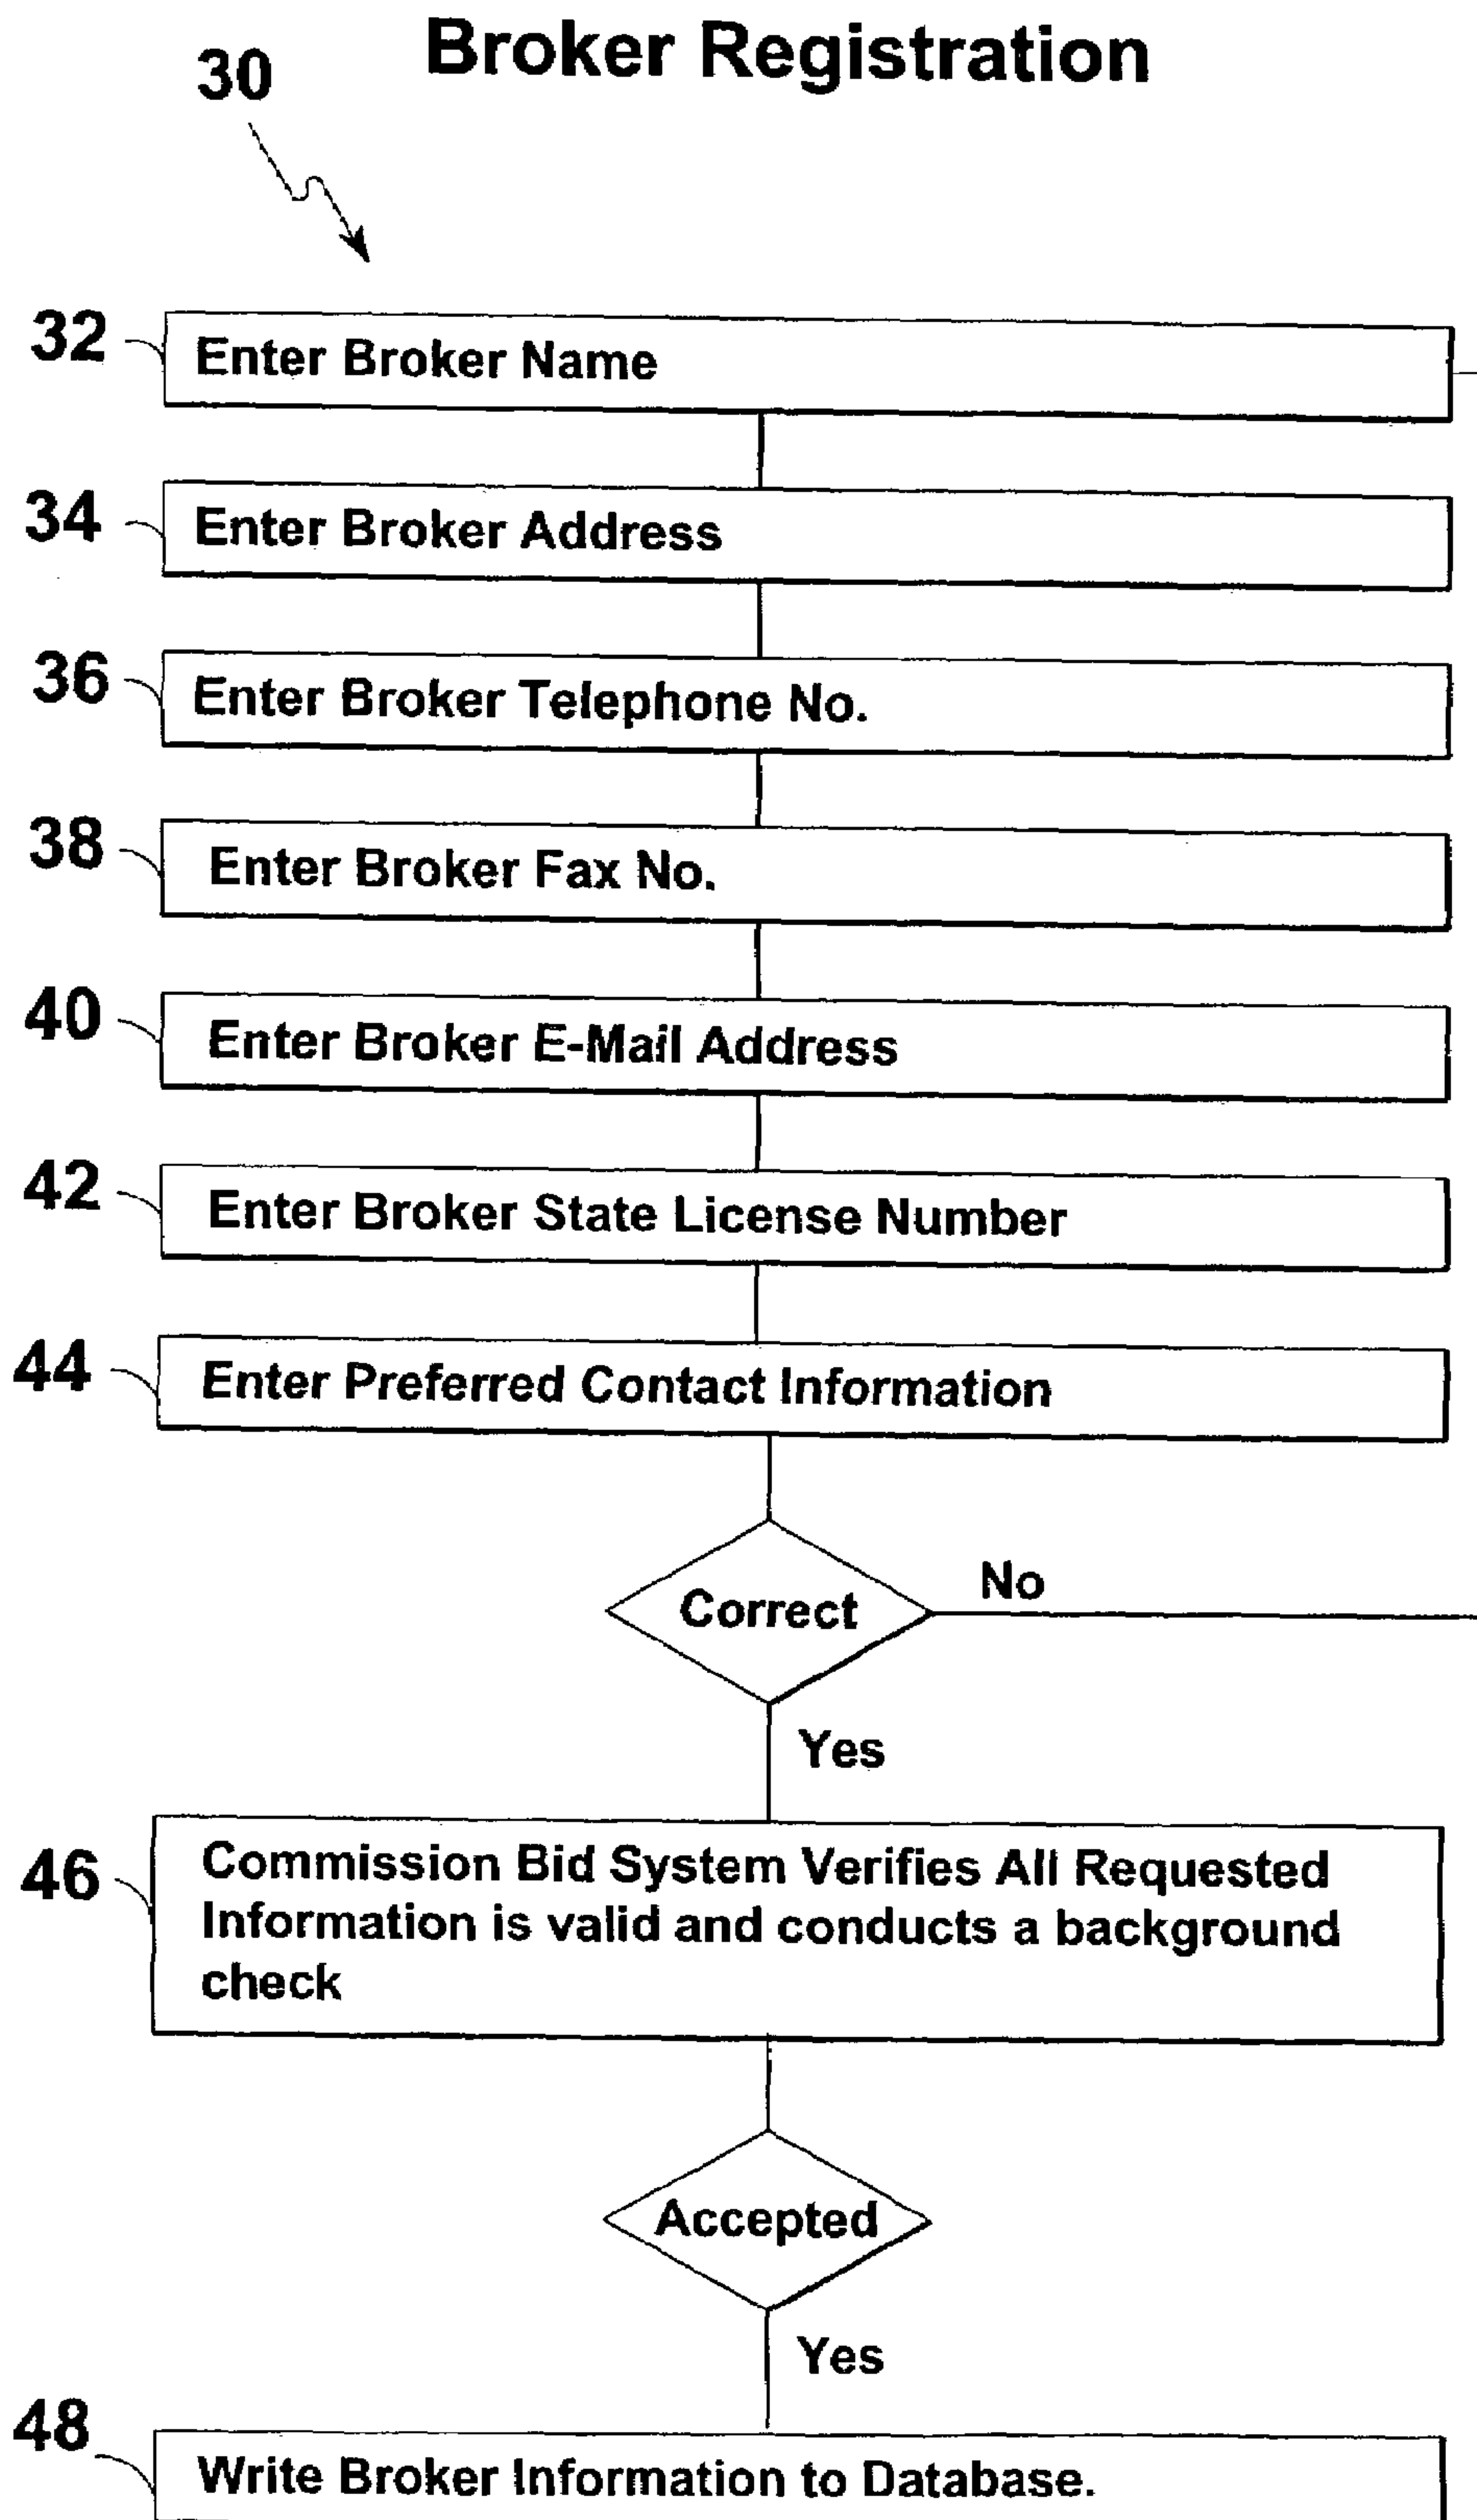 Broker Registration
30
32
Enter Broker Name
34
Enter Broker Address
36
Enter Broker Telephone No.
38
Enter Broker Fax No.
40
Enter Broker E-Mail Address
42
Enter Broker State License Number
44
Enter Preferred Contact Information
Correct
No
Yes
46
Commission Bid System Verifies All Requested
Information is valid and conducts a background
check
Accepted
Yes
48
Write Broker Information to Database.